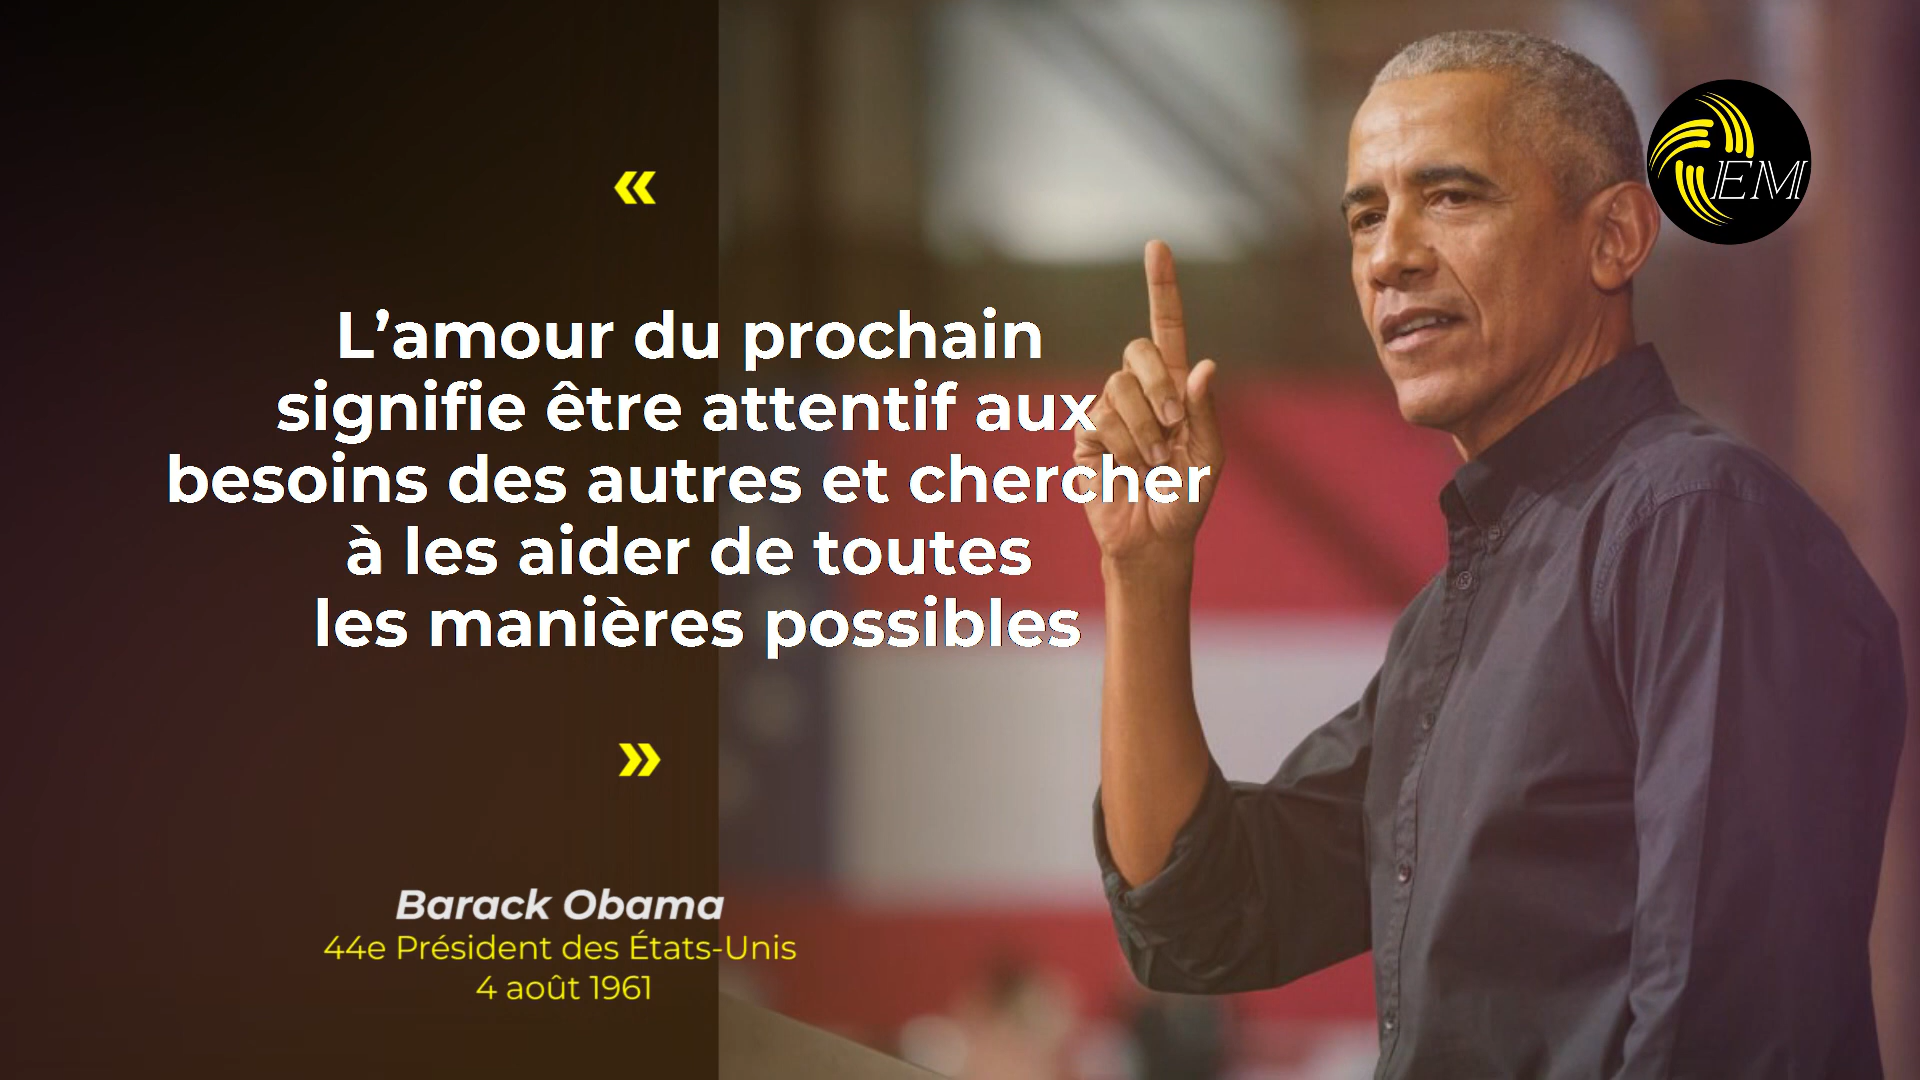 «
L’amour du prochain
signifie être attentif aux
besoins des autres et chercher
à les aider de toutes
les manières possibles
»
Barack Obama
44e Président des États-Unis
4 août 1961
EM